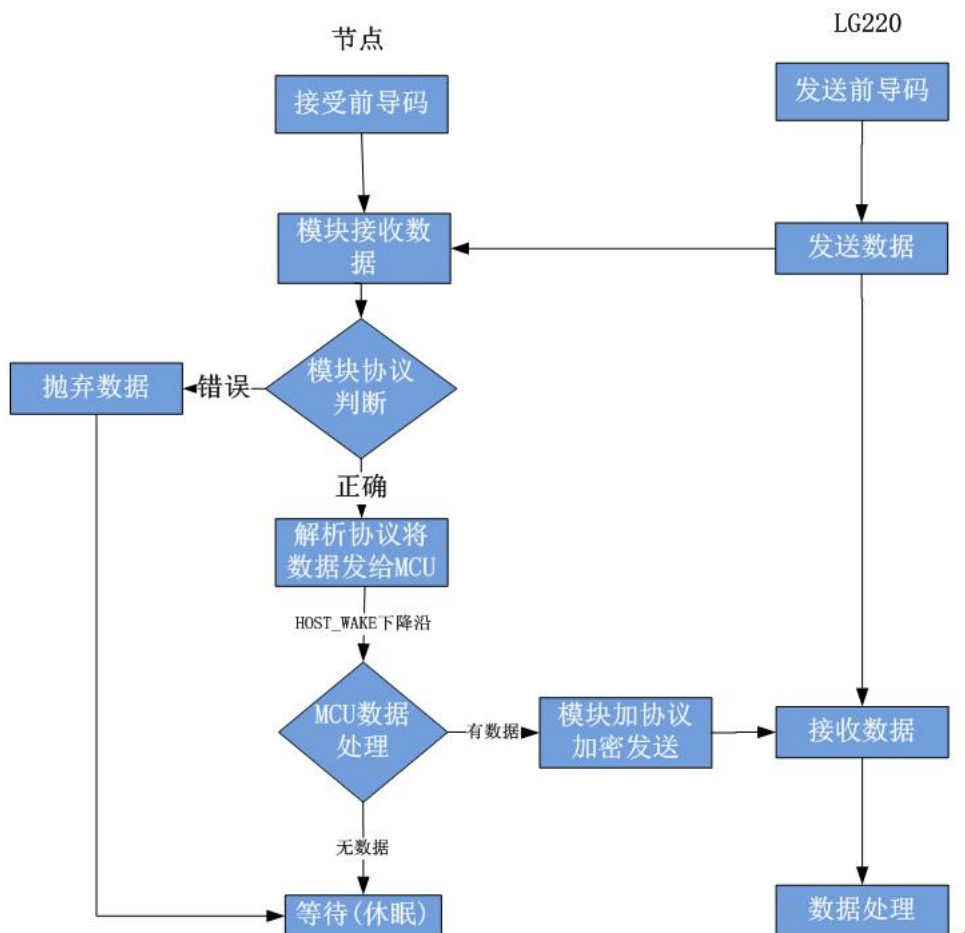 节点
LG220
接受前导码
发送前导码
模块接收数
据
发送数据
模块协议
判断
错误
抛弃数据
正确
解析协议将
数据发给MCU
HOST_WAKE下降沿
MCU数据
处理
有数据
模块加协议
加密发送
接收数据
无数据
等待(休眠)
数据处理